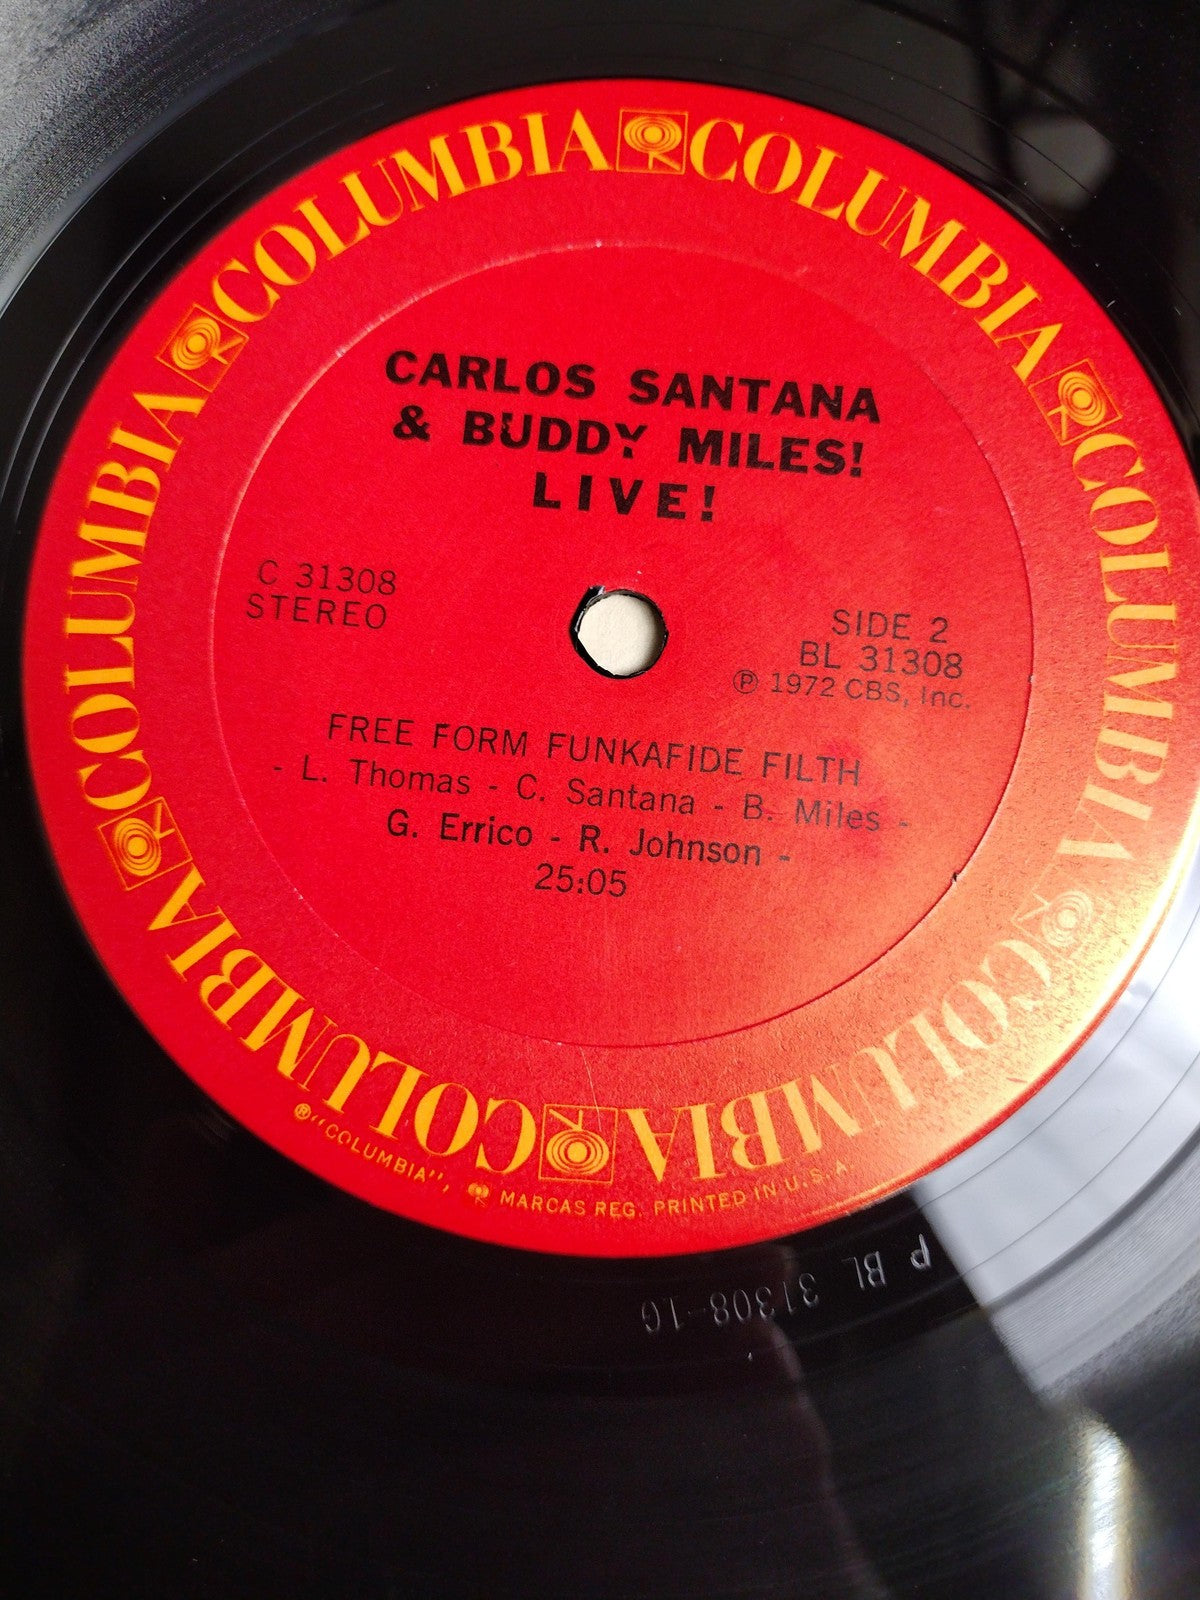 COLUMBIA COLUMBIA COLUMBIA COLUMBIA COLUMBIA COLUMBIA
CARLOS SANTANA
& BUDDY MILES!
LIVE!
C 31308
STEREO
SIDE 2
BL 31308
℗ 1972 CBS, Inc.
FREE FORM FUNKAFIDE FILTH
- L. Thomas - C. Santana - B. Miles -
G. Errico - R. Johnson -
25:05
® "COLUMBIA", MARCAS REG. PRINTED IN U.S.A.
P BL 31308-1G